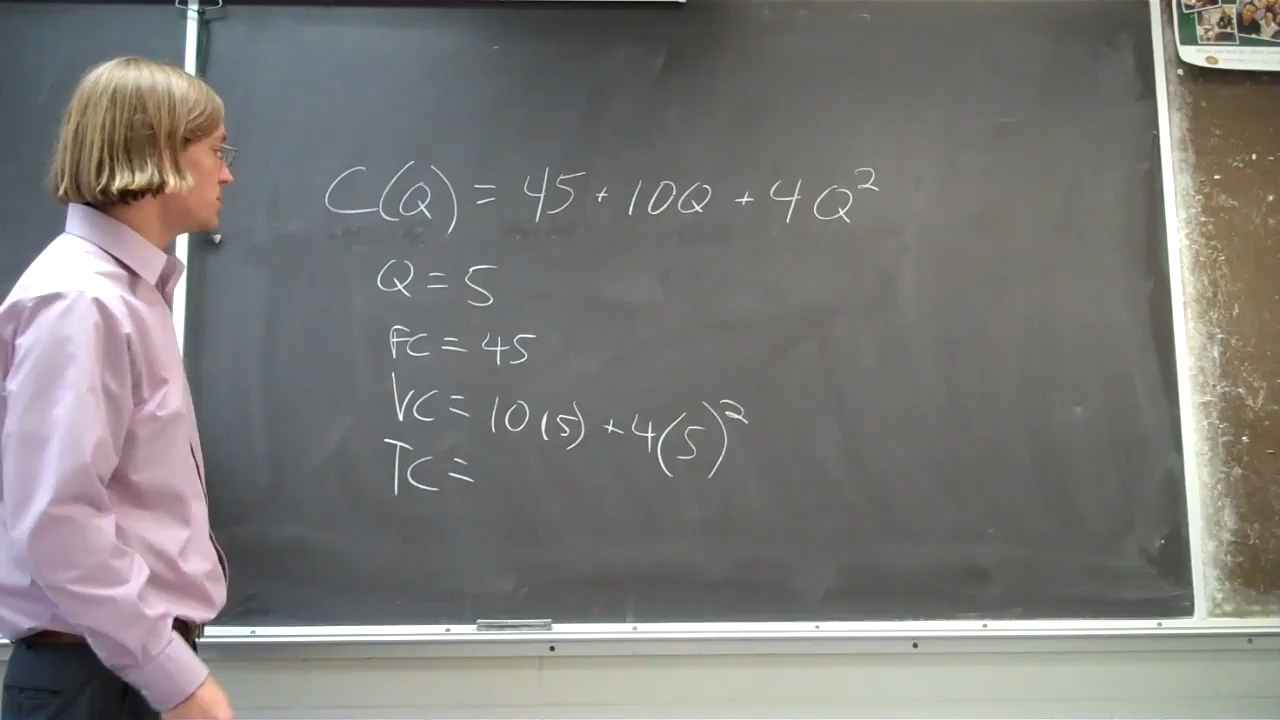 C(Q) = 45 + 10Q + 4Q²
Q = 5
FC = 45
VC = 10(5) + 4(5)²
TC =